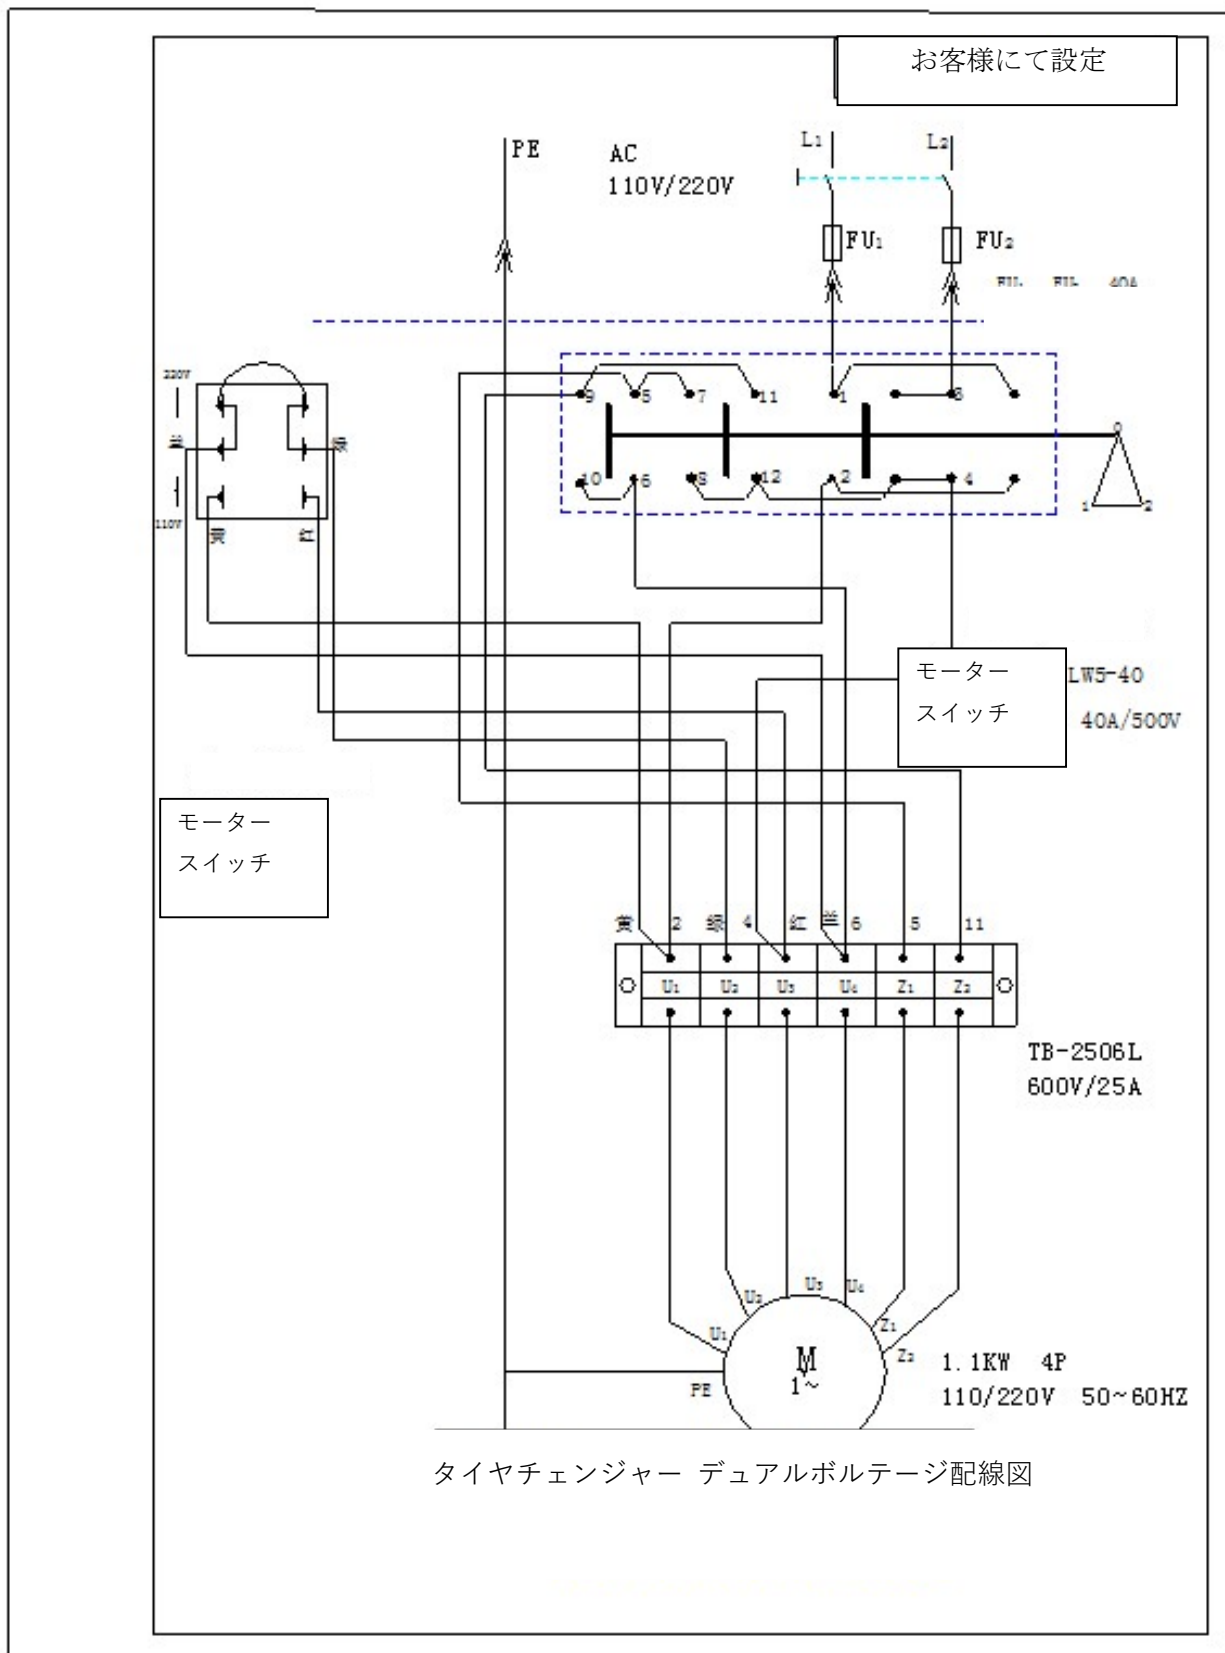 お客様にて設定
PE
AC
110V/220V
L1
L2
FU1
FU2
40A
220V
兰
绿
110V
黄
红
9
5
7
11
1
3
10
6
8
12
2
4
0
1
2
モーター
スイッチ
LW5-40
40A/500V
モーター
スイッチ
黄
2
绿
4
红
兰
6
5
11
U1
U2
U3
U4
Z1
Z2
TB-2506L
600V/25A
U1
U2
U3
U4
Z1
Z2
PE
M
1~
1.1KW 4P
110/220V 50~60HZ
タイヤチェンジャー デュアルボルテージ配線図